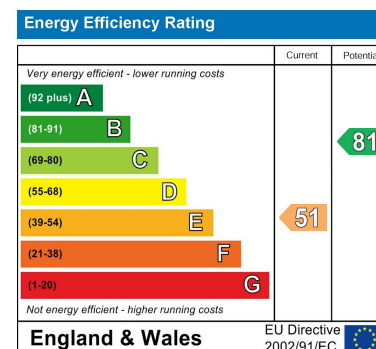 Energy Efficiency Rating
Current Potentia
Very energy efficient - lower running costs
(92 plus) A
(81-91) B
(69-80) C
(55-68) D
(39-54) E
(21-38) F
(1-20) G
51
81
Not energy efficient - higher running costs
England & Wales
EU Directive
2002/91/EC